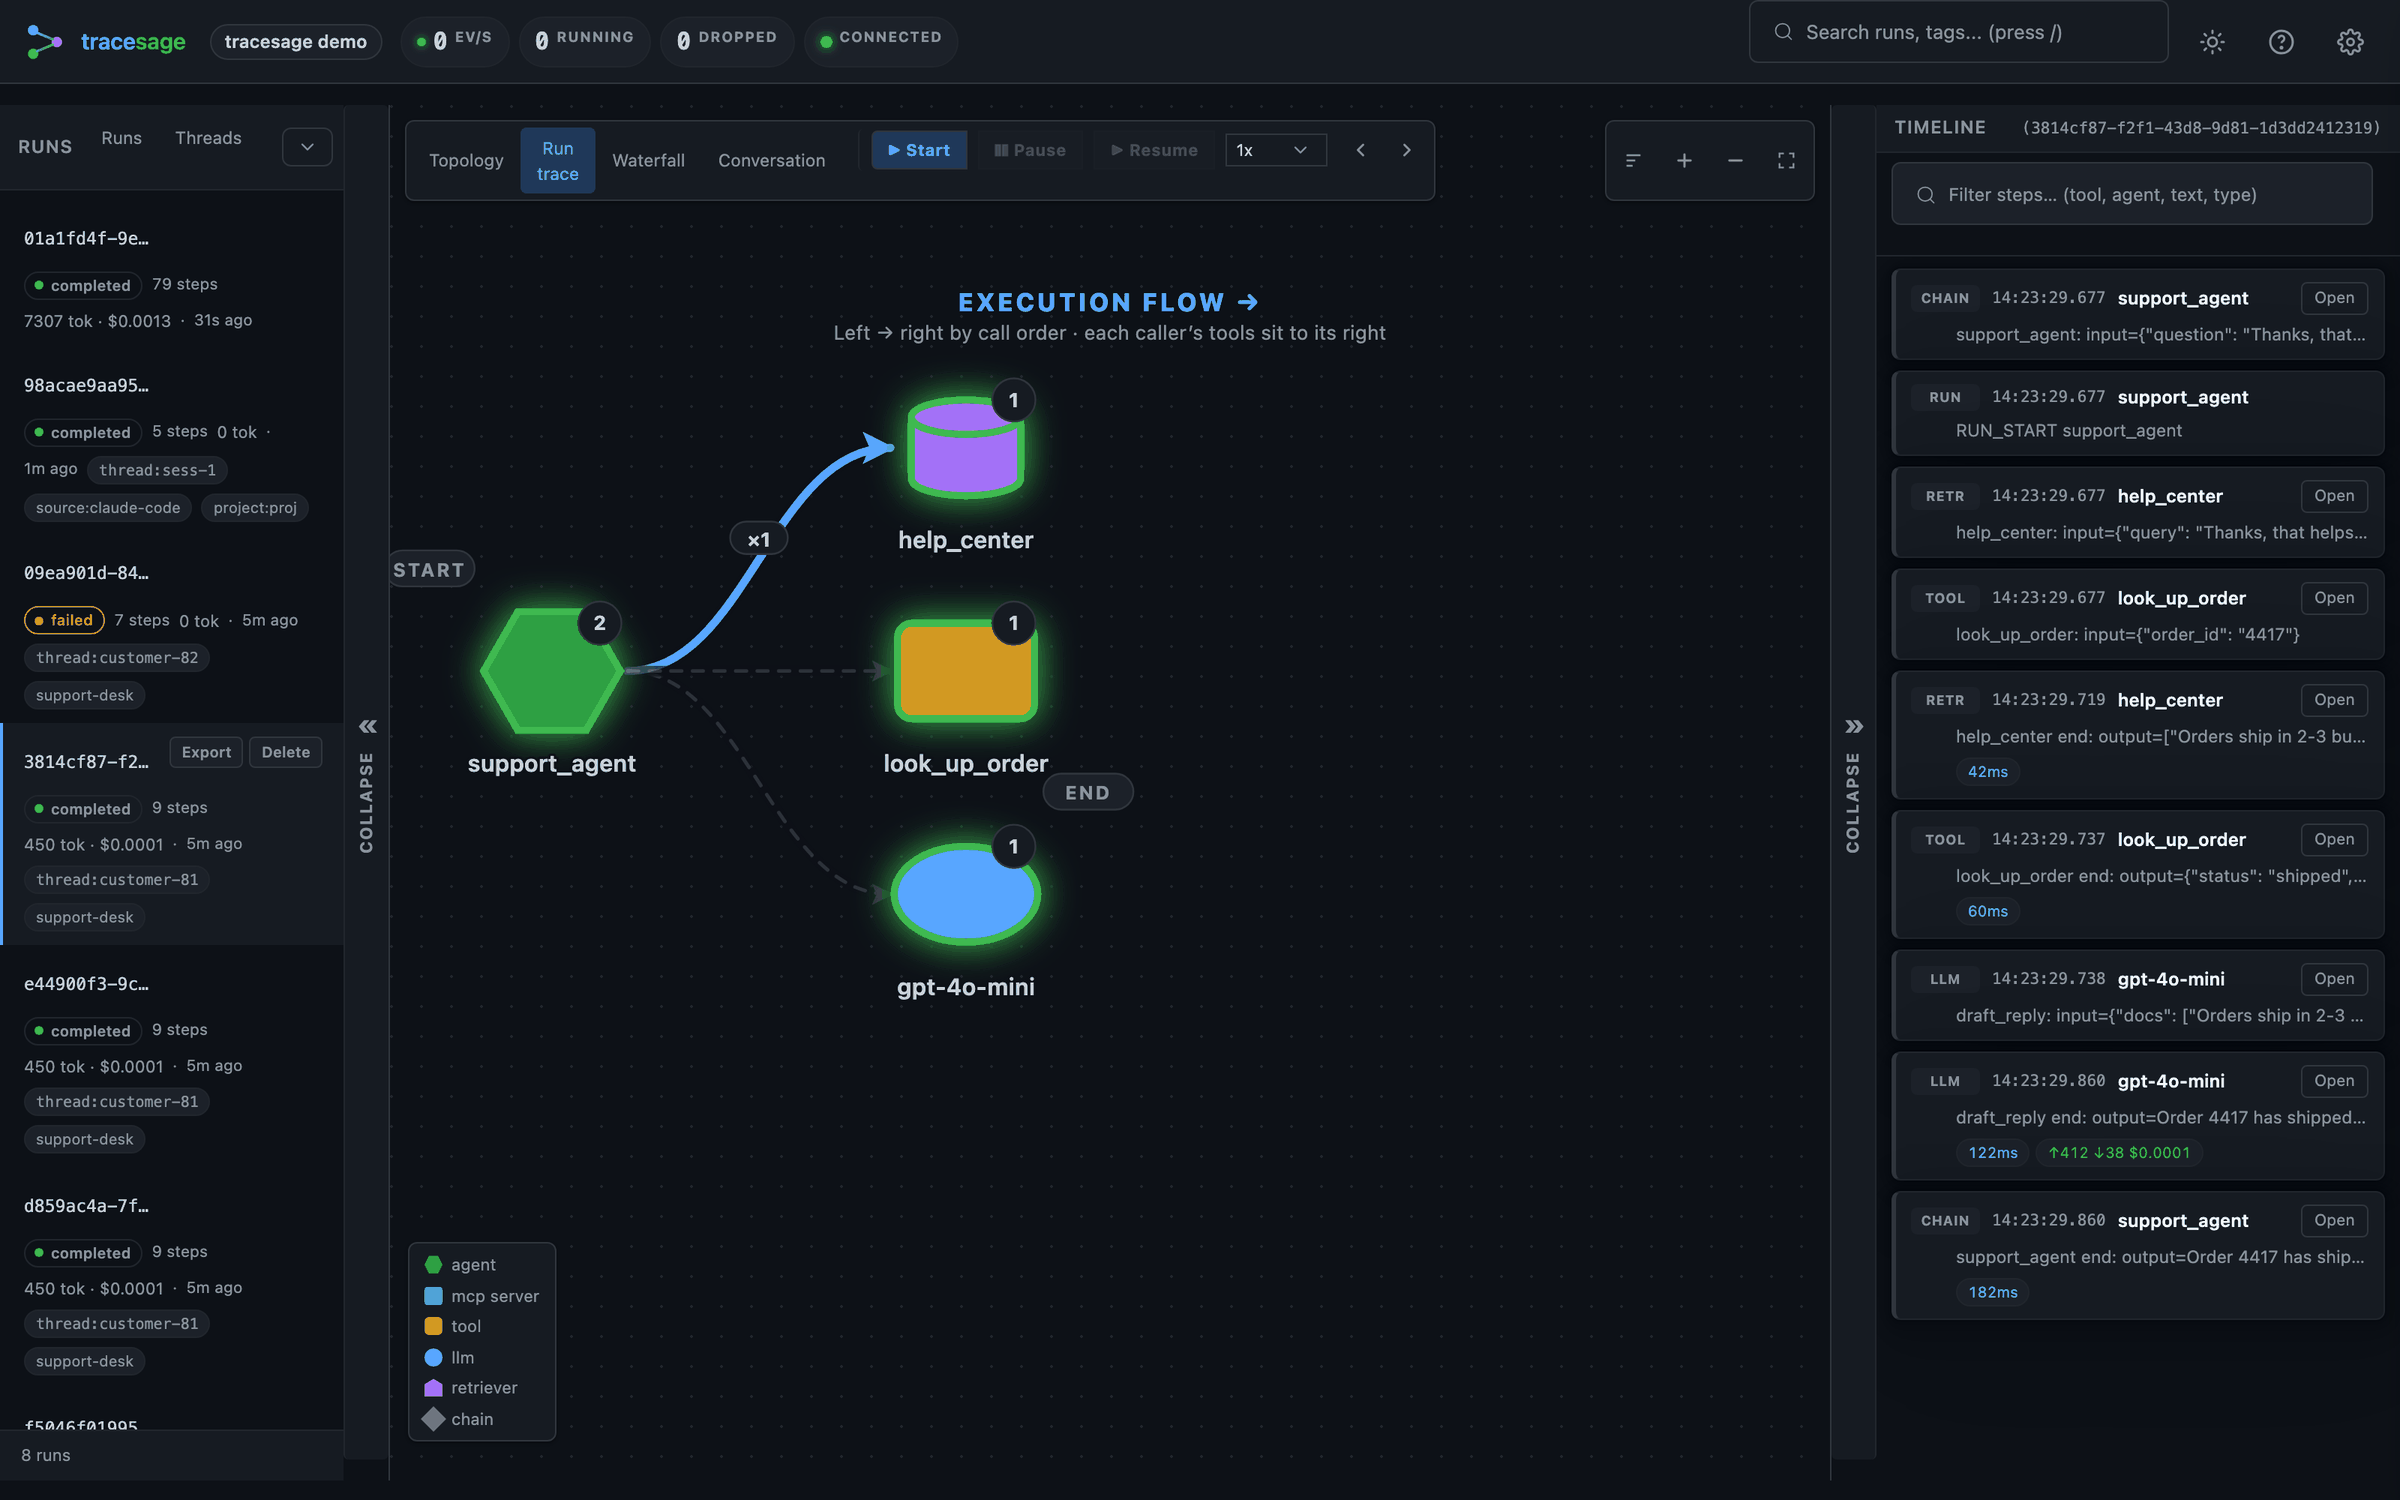 tracesage
tracesage demo
0 EV/S
0 RUNNING
0 DROPPED
CONNECTED
Search runs, tags... (press /)
RUNS
Runs
Threads
01a1fd4f-9e…
completed 79 steps
7307 tok · $0.0013 · 31s ago
98acae9aa95…
completed 5 steps 0 tok ·
1m ago thread:sess-1
source:claude-code project:proj
09ea901d-84…
failed 7 steps 0 tok · 5m ago
thread:customer-82
support-desk
3814cf87-f2… Export Delete
completed 9 steps
450 tok · $0.0001 · 5m ago
thread:customer-81
support-desk
e44900f3-9c…
completed 9 steps
450 tok · $0.0001 · 5m ago
thread:customer-81
support-desk
d859ac4a-7f…
completed 9 steps
450 tok · $0.0001 · 5m ago
thread:customer-81
support-desk
f5046f01995
8 runs
COLLAPSE
Topology
Run trace
Waterfall
Conversation
Start
Pause
Resume
1x
EXECUTION FLOW →
Left → right by call order · each caller's tools sit to its right
START
2
support_agent
×1
1
help_center
1
look_up_order
END
1
gpt-4o-mini
agent
mcp server
tool
llm
retriever
chain
COLLAPSE
TIMELINE (3814cf87-f2f1-43d8-9d81-1d3dd2412319)
Filter steps... (tool, agent, text, type)
CHAIN 14:23:29.677 support_agent Open
support_agent: input={"question": "Thanks, that...
RUN 14:23:29.677 support_agent
RUN_START support_agent
RETR 14:23:29.677 help_center Open
help_center: input={"query": "Thanks, that helps...
TOOL 14:23:29.677 look_up_order Open
look_up_order: input={"order_id": "4417"}
RETR 14:23:29.719 help_center Open
help_center end: output=["Orders ship in 2-3 bu...
42ms
TOOL 14:23:29.737 look_up_order Open
look_up_order end: output={"status": "shipped",...
60ms
LLM 14:23:29.738 gpt-4o-mini Open
draft_reply: input={"docs": ["Orders ship in 2-3 ...
LLM 14:23:29.860 gpt-4o-mini Open
draft_reply end: output=Order 4417 has shipped...
122ms ↑412 ↓38 $0.0001
CHAIN 14:23:29.860 support_agent Open
support_agent end: output=Order 4417 has ship...
182ms